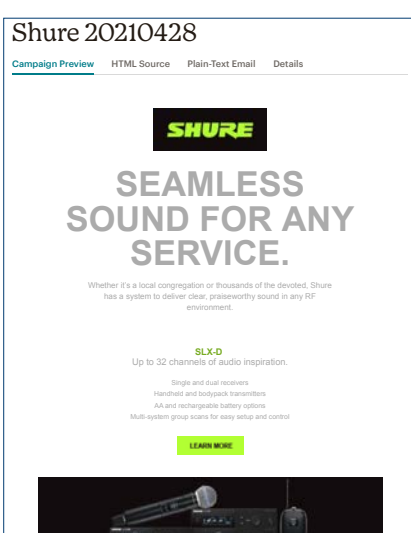 Shure 20210428
Campaign Preview HTML Source Plain-Text Email Details
SHURE
SEAMLESS
SOUND FOR ANY
SERVICE.
Whether it's a local congregation or thousands of the devoted, Shure
has a system to deliver clear, praiseworthy sound in any RF
environment.
SLX-D
Up to 32 channels of audio inspiration.
Single and dual receivers
Handheld and bodypack transmitters
AA and rechargeable battery options
Multi-system group scans for easy setup and control
LEARN MORE